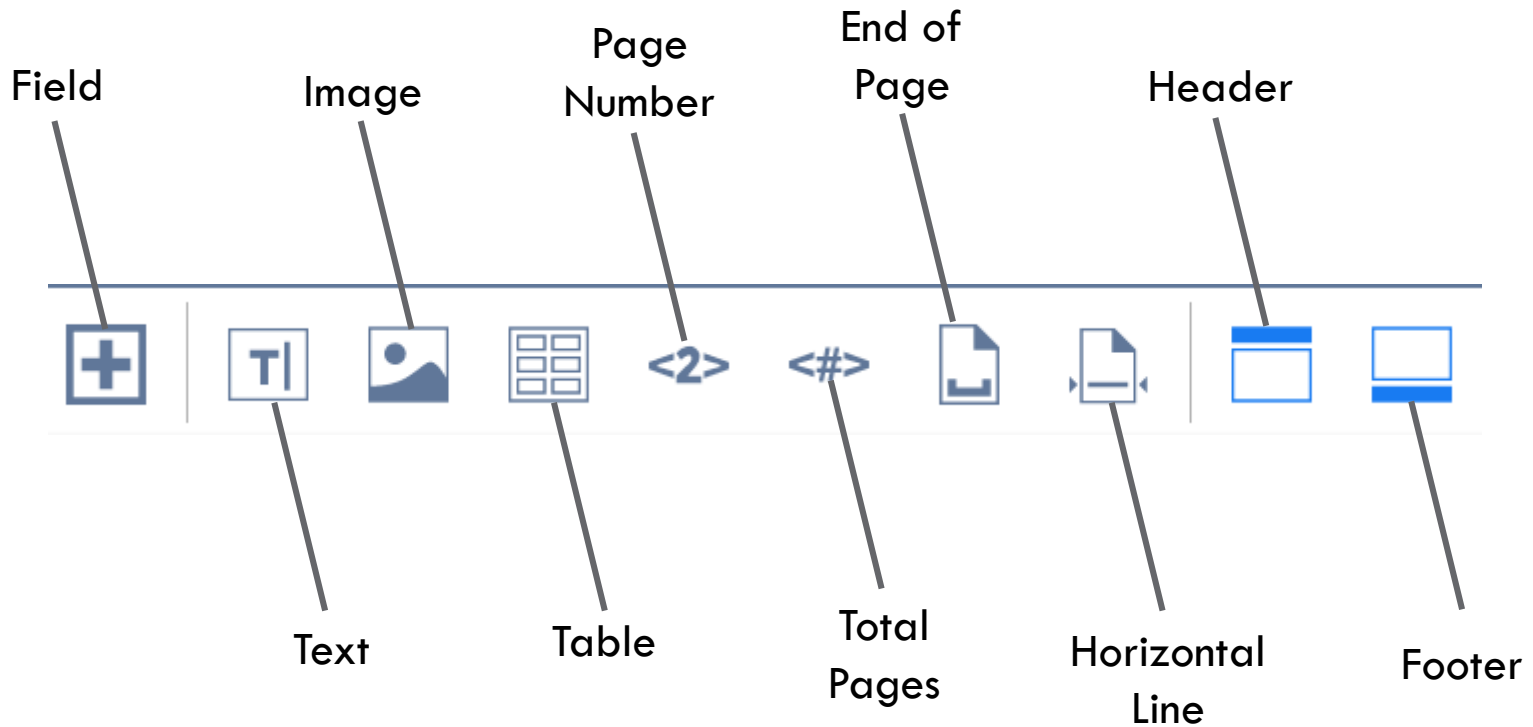 Field
Image
Page
Number
End of
Page
Header
T
<2>
<#>
Text
Table
Total
Pages
Horizontal
Line
Footer